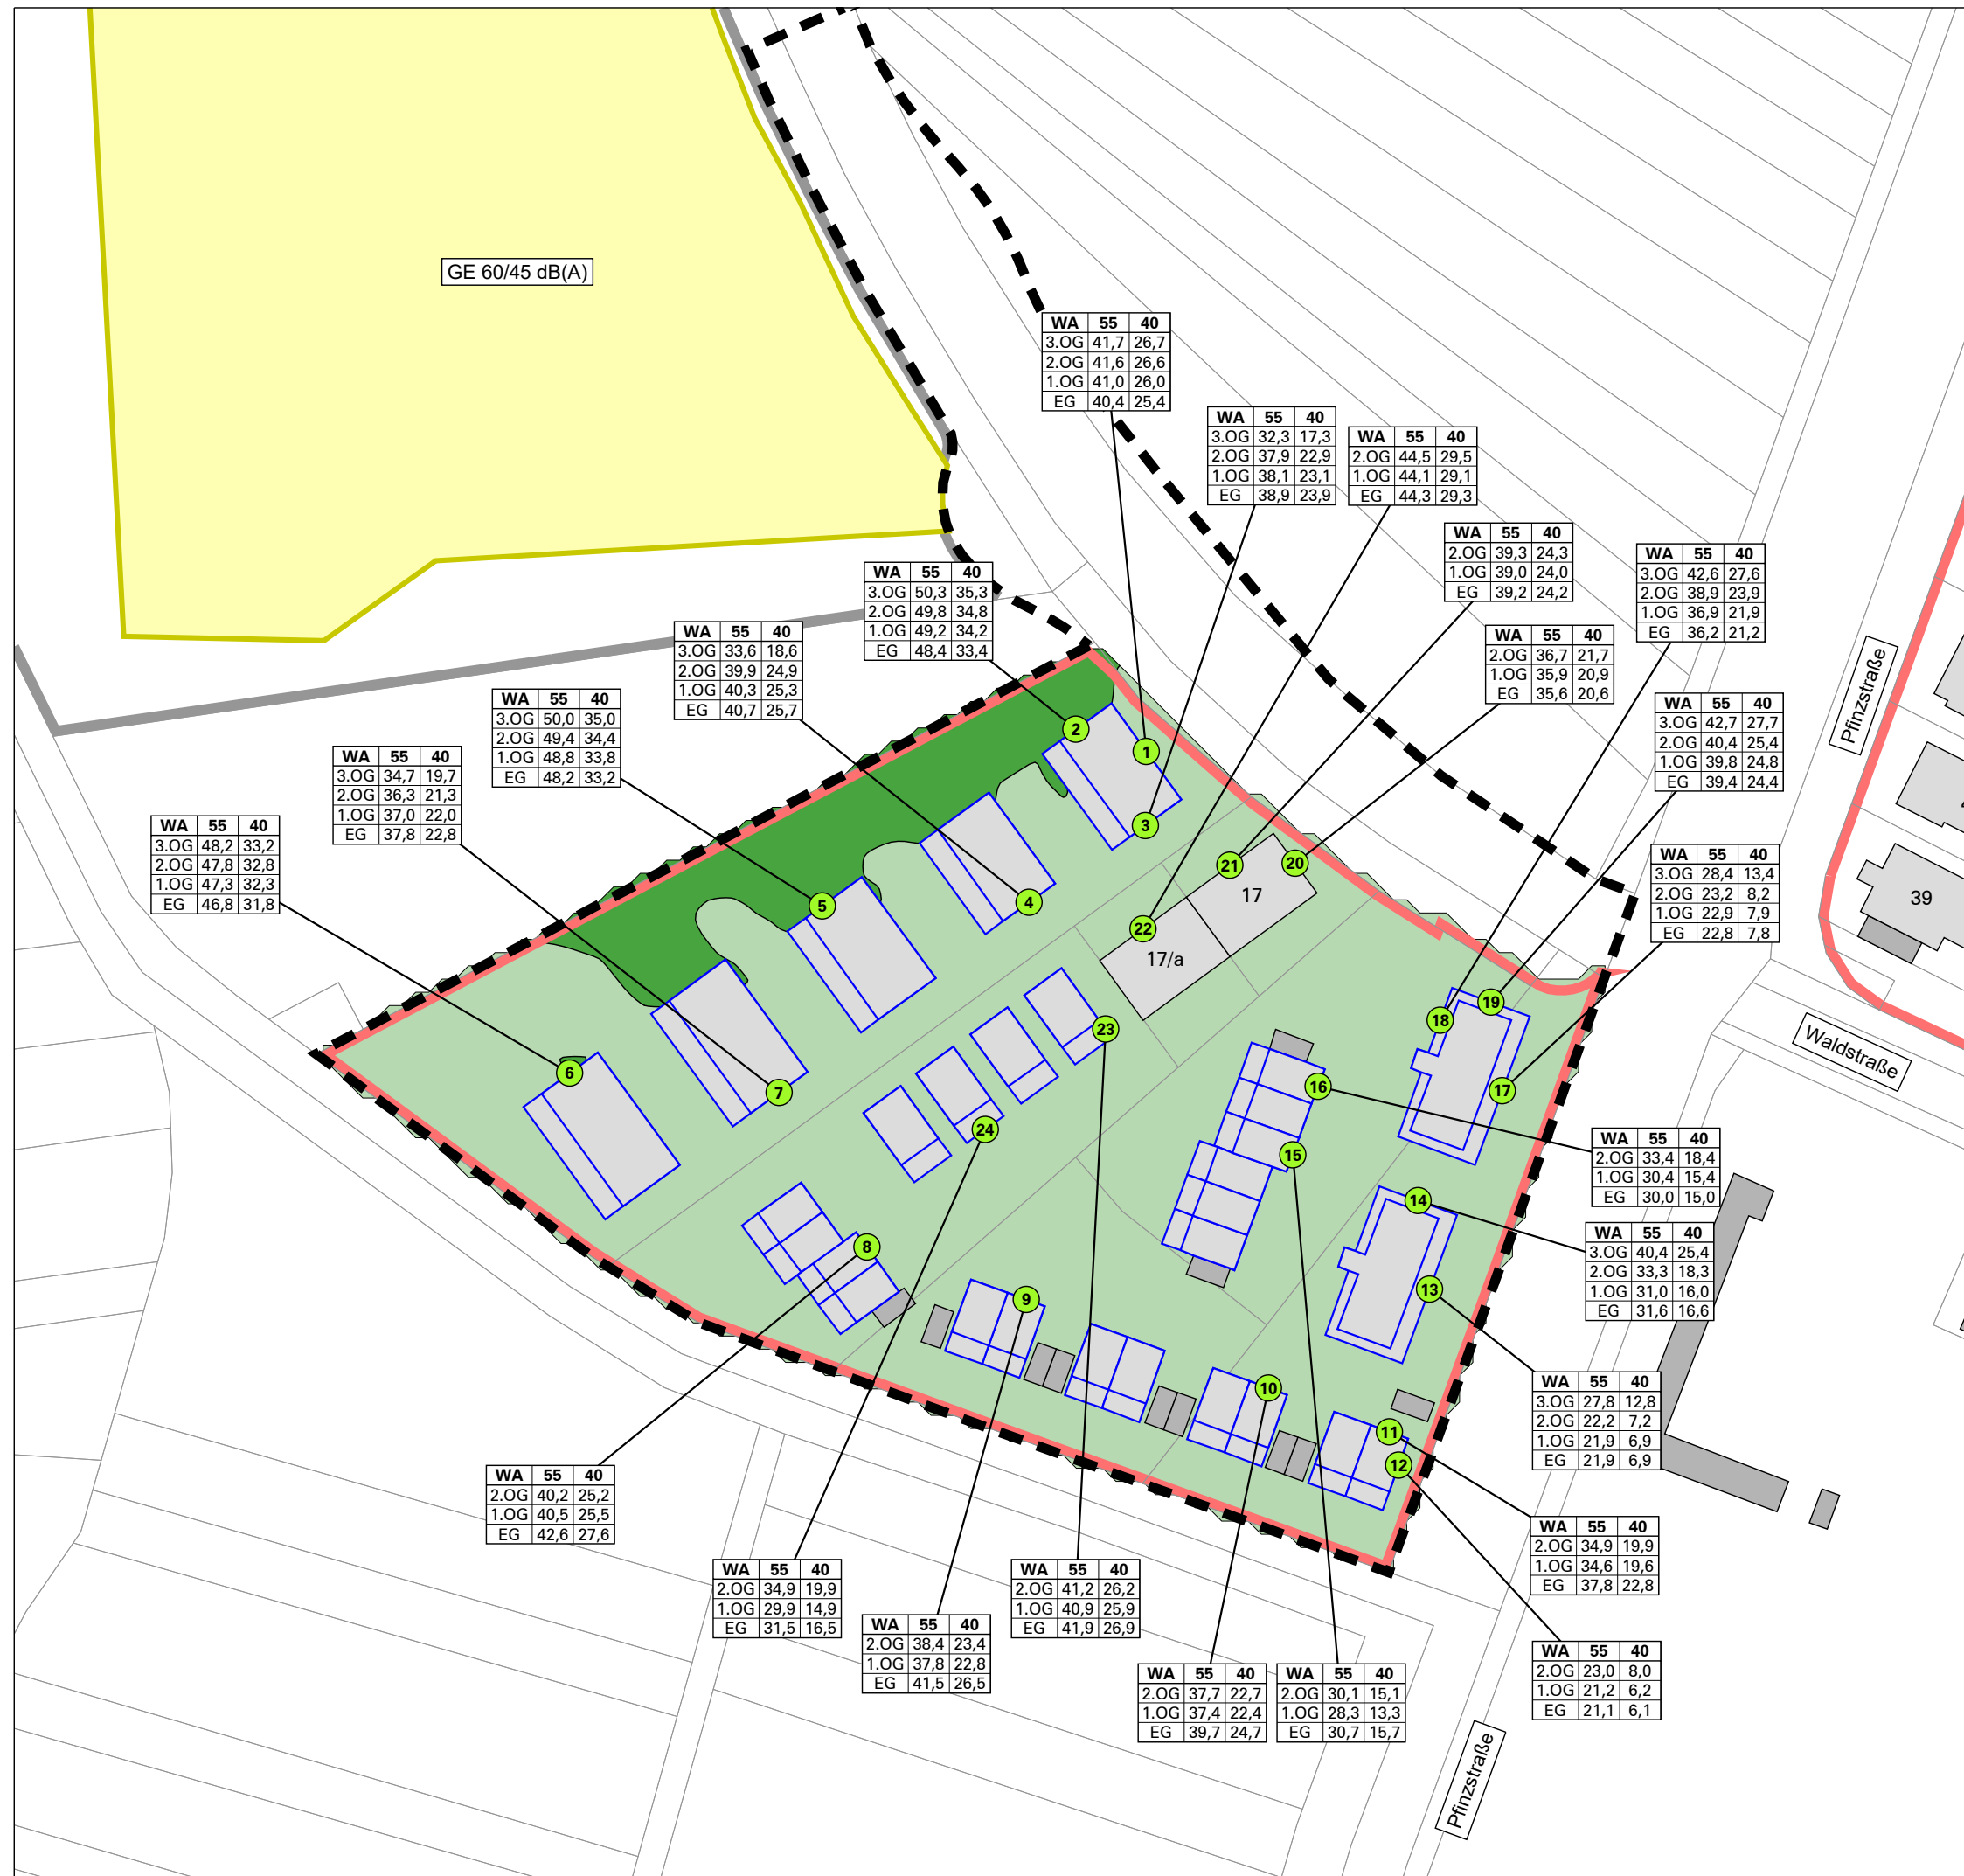 GE 60/45 dB(A)
WA 55 40
3.OG 41,7 26,7
2.OG 41,6 26,6
1.OG 41,0 26,0
EG 40,4 25,4
WA 55 40
3.OG 32,3 17,3
2.OG 37,9 22,9
1.OG 38,1 23,1
EG 38,9 23,9
WA 55 40
2.OG 44,5 29,5
1.OG 44,1 29,1
EG 44,3 29,3
WA 55 40
2.OG 39,3 24,3
1.OG 39,0 24,0
EG 39,2 24,2
WA 55 40
3.OG 42,6 27,6
2.OG 38,9 23,9
1.OG 36,9 21,9
EG 36,2 21,2
WA 55 40
3.OG 50,3 35,3
2.OG 49,8 34,8
1.OG 49,2 34,2
EG 48,4 33,4
WA 55 40
3.OG 33,6 18,6
2.OG 39,9 24,9
1.OG 40,3 25,3
EG 40,7 25,7
WA 55 40
2.OG 36,7 21,7
1.OG 35,9 20,9
EG 35,6 20,6
Pfinzstraße
WA 55 40
3.OG 50,0 35,0
2.OG 49,4 34,4
1.OG 48,8 33,8
EG 48,2 33,2
WA 55 40
3.OG 42,7 27,7
2.OG 40,4 25,4
1.OG 39,8 24,8
EG 39,4 24,4
WA 55 40
3.OG 34,7 19,7
2.OG 36,3 21,3
1.OG 37,0 22,0
EG 37,8 22,8
WA 55 40
3.OG 48,2 33,2
2.OG 47,8 32,8
1.OG 47,3 32,3
EG 46,8 31,8
WA 55 40
3.OG 28,4 13,4
2.OG 23,2 8,2
1.OG 22,9 7,9
EG 22,8 7,8
2
1
3
21
20
17
39
5
4
22
17/a
19
18
23
Waldstraße
6
7
16
17
24
15
WA 55 40
2.OG 33,4 18,4
1.OG 30,4 15,4
EG 30,0 15,0
14
8
WA 55 40
3.OG 40,4 25,4
2.OG 33,3 18,3
1.OG 31,0 16,0
EG 31,6 16,6
13
9
10
11
12
WA 55 40
3.OG 27,8 12,8
2.OG 22,2 7,2
1.OG 21,9 6,9
EG 21,9 6,9
WA 55 40
2.OG 40,2 25,2
1.OG 40,5 25,5
EG 42,6 27,6
WA 55 40
2.OG 34,9 19,9
1.OG 34,6 19,6
EG 37,8 22,8
WA 55 40
2.OG 34,9 19,9
1.OG 29,9 14,9
EG 31,5 16,5
WA 55 40
2.OG 41,2 26,2
1.OG 40,9 25,9
EG 41,9 26,9
WA 55 40
2.OG 38,4 23,4
1.OG 37,8 22,8
EG 41,5 26,5
WA 55 40
2.OG 37,7 22,7
1.OG 37,4 22,4
EG 39,7 24,7
WA 55 40
2.OG 30,1 15,1
1.OG 28,3 13,3
EG 30,7 15,7
WA 55 40
2.OG 23,0 8,0
1.OG 21,2 6,2
EG 21,1 6,1
Pfinzstraße